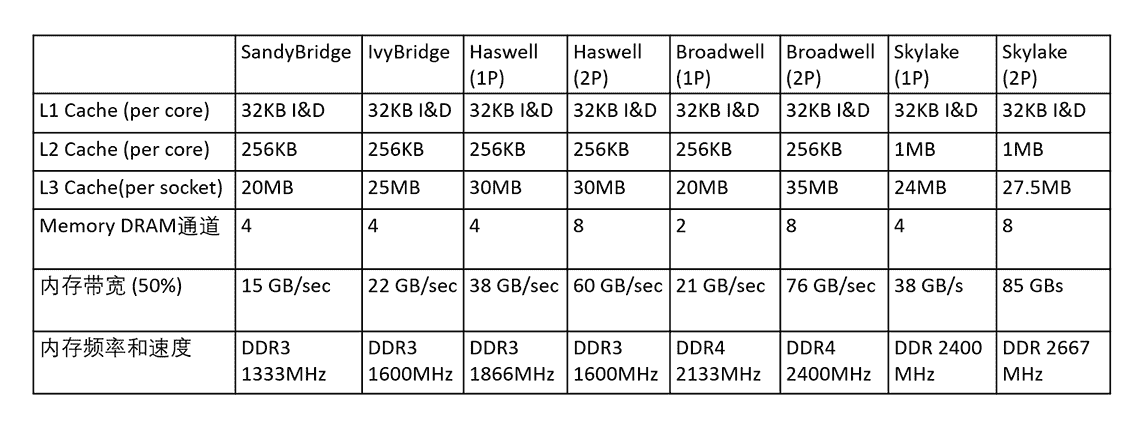 SandyBridge IvyBridge Haswell (1P) Haswell (2P) Broadwell (1P) Broadwell (2P) Skylake (1P) Skylake (2P)
L1 Cache (per core) 32KB I&D 32KB I&D 32KB I&D 32KB I&D 32KB I&D 32KB I&D 32KB I&D 32KB I&D
L2 Cache (per core) 256KB 256KB 256KB 256KB 256KB 256KB 1MB 1MB
L3 Cache(per socket) 20MB 25MB 30MB 30MB 20MB 35MB 24MB 27.5MB
Memory DRAM通道 4 4 4 8 2 8 4 8
内存带宽 (50%) 15 GB/sec 22 GB/sec 38 GB/sec 60 GB/sec 21 GB/sec 76 GB/sec 38 GB/s 85 GBs
内存频率和速度 DDR3 1333MHz DDR3 1600MHz DDR3 1866MHz DDR3 1600MHz DDR4 2133MHz DDR4 2400MHz DDR 2400 MHz DDR 2667 MHz